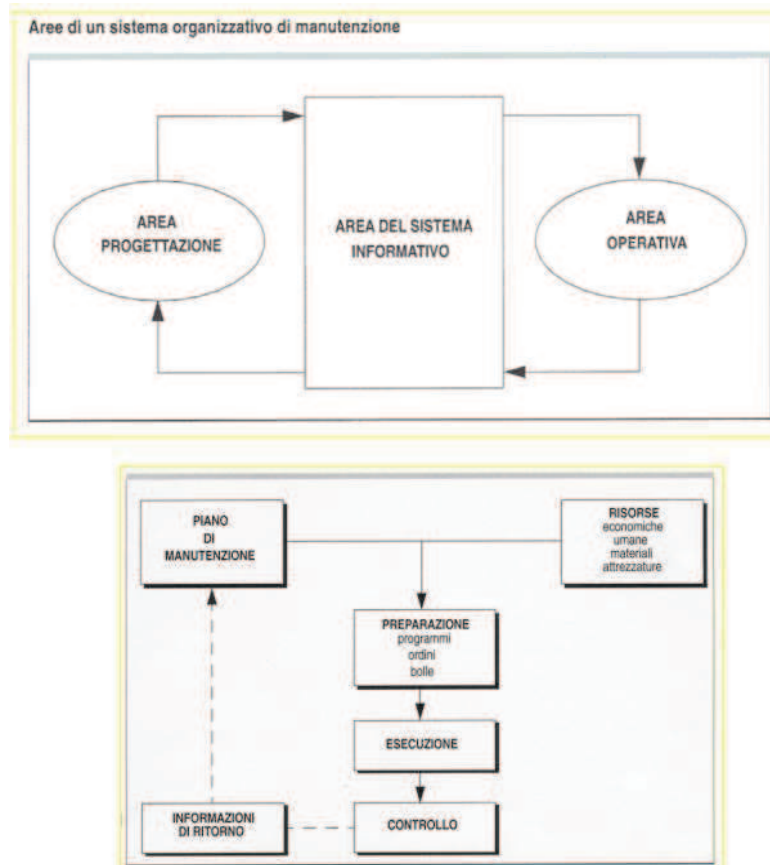 Aree di un sistema organizzativo di manutenzione
AREA
PROGETTAZIONE
AREA DEL SISTEMA
INFORMATIVO
AREA
OPERATIVA
PIANO
DI
MANUTENZIONE
RISORSE
economiche
umane
materiali
attrezzature
PREPARAZIONE
programmi
ordini
bolle
ESECUZIONE
INFORMAZIONI
DI RITORNO
CONTROLLO